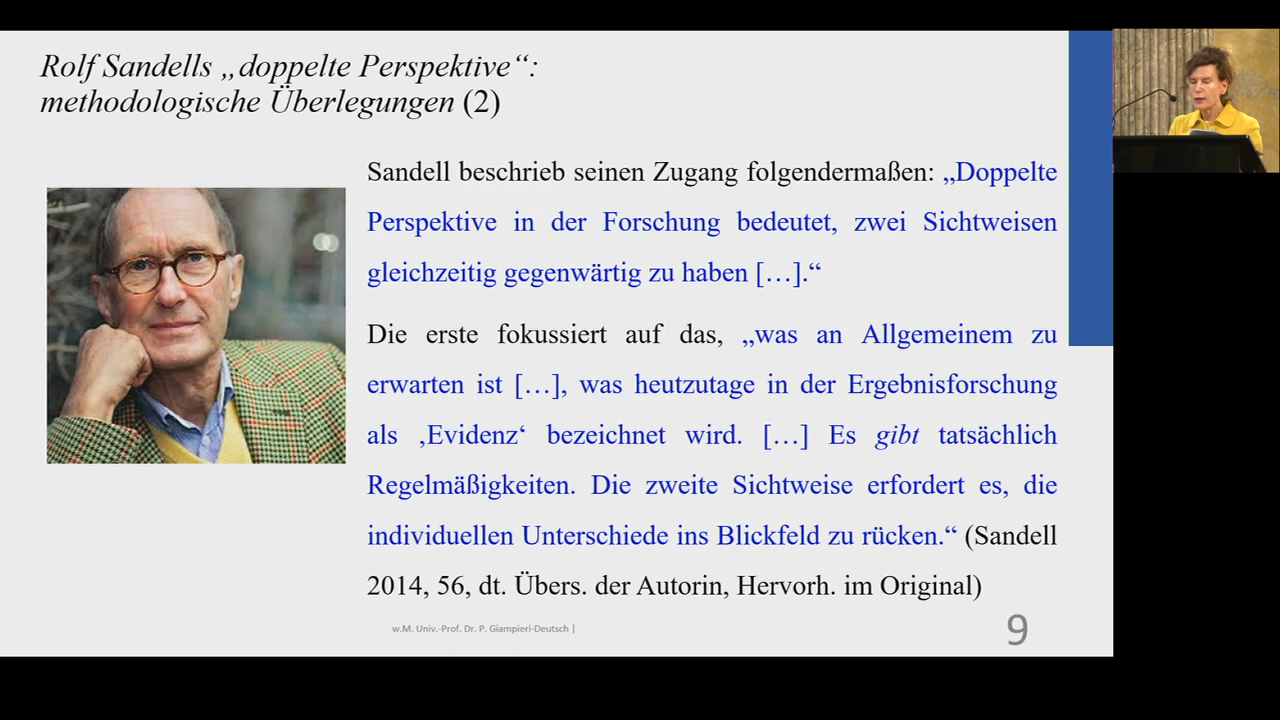 Rolf Sandells „doppelte Perspektive“:
methodologische Überlegungen (2)
Sandell beschrieb seinen Zugang folgendermaßen: „Doppelte
Perspektive in der Forschung bedeutet, zwei Sichtweisen
gleichzeitig gegenwärtig zu haben […].“
Die erste fokussiert auf das, „was an Allgemeinem zu
erwarten ist […], was heutzutage in der Ergebnisforschung
als ‚Evidenz‘ bezeichnet wird. […] Es gibt tatsächlich
Regelmäßigkeiten. Die zweite Sichtweise erfordert es, die
individuellen Unterschiede ins Blickfeld zu rücken.“ (Sandell
2014, 56, dt. Übers. der Autorin, Hervorh. im Original)
w.M. Univ.-Prof. Dr. P. Giampieri-Deutsch |
9